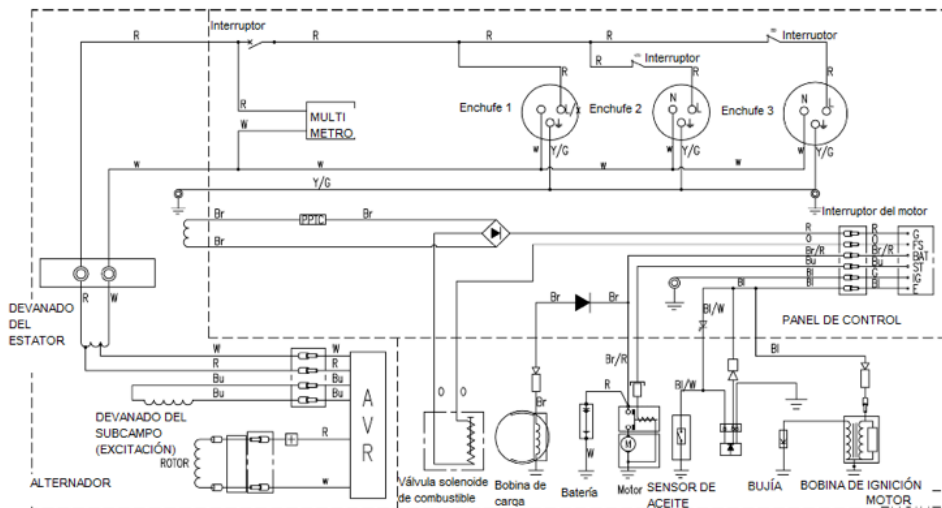 Interruptor
R
R
R
R
Interruptor
Interruptor
R
R
R
R
MULTI
METRO
W
Enchufe 1
L/x
Enchufe 2
N
L
Enchufe 3
N
L
W
Y/G
W
Y/G
W
Y/G
W
W
W
W
Y/G
Br
PPTC
Br
Br
Interruptor del motor
R
R
G
O
O
FS
Br/R
Br/R
BAT
Bu
Bu
ST
Bl
G
IG
Bl
Bl
E
PANEL DE CONTROL
R
W
DEVANADO
DEL
ESTATOR
Br
Bl/W
Bl
Br/R
W
W
R
R
Bu
Bu
Bu
Bu
AVR
DEVANADO DEL
SUBCAMPO
(EXCITACIÓN)
ROTOR
R
W
ALTERNADOR
O
O
Válvula solenoide
de combustible
Br
Bobina de
carga
R
W
Batería
R
M
Motor
Bl/W
SENSOR DE
ACEITE
BUJÍA
BOBINA DE IGNICIÓN
MOTOR